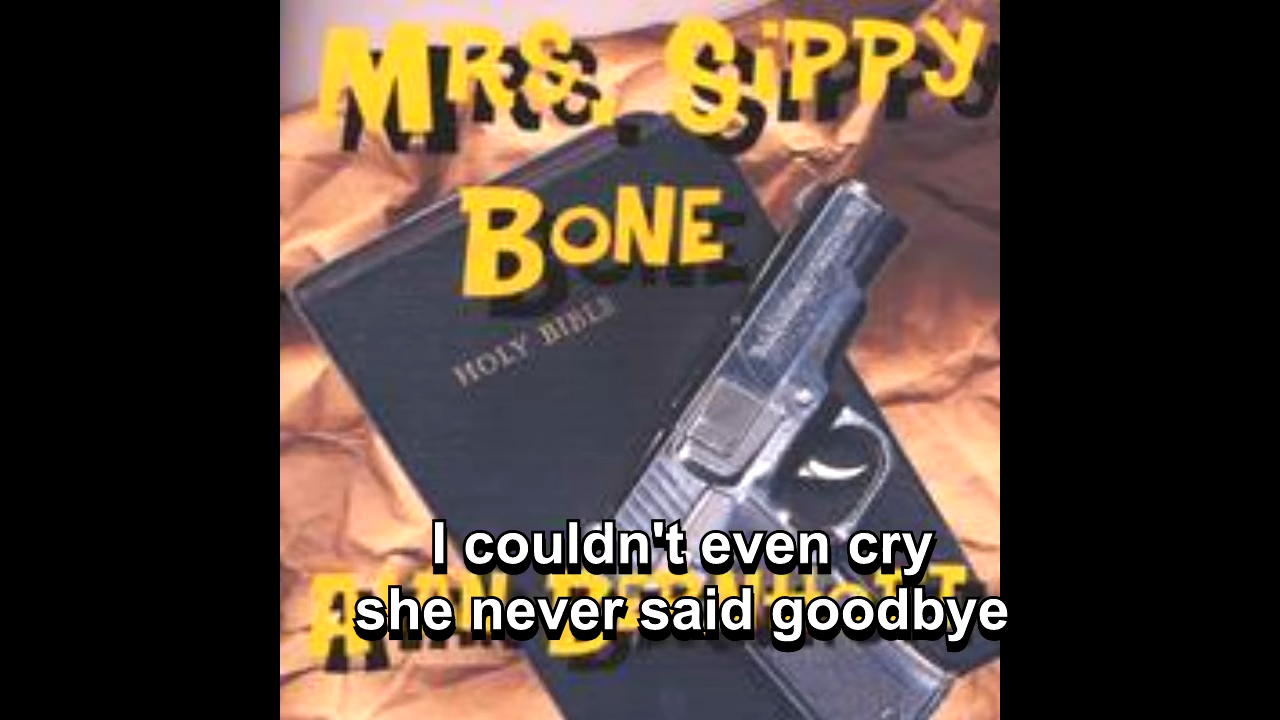 Mrs. Sippy
Bone
HOLY BIBLE
I couldn't even cry
she never said goodbye